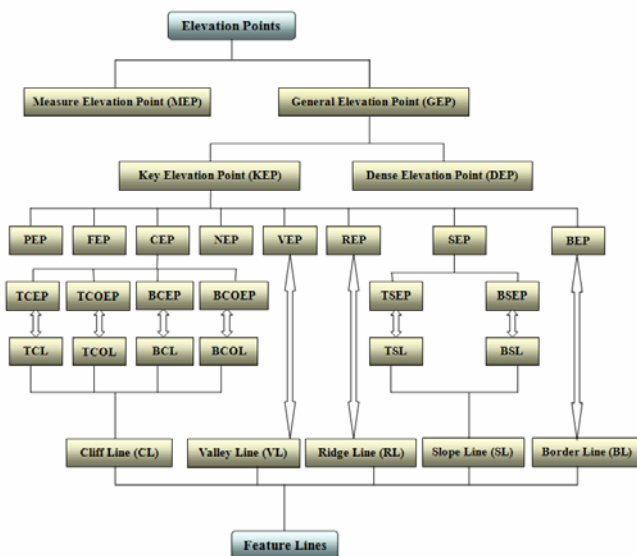 Elevation Points
Measure Elevation Point (MEP) General Elevation Point (GEP)
Key Elevation Point (KEP) Dense Elevation Point (DEP)
PEP FEP CEP NEP VEP REP SEP BEP
TCEP TCOEP BCEP BCOEP TSEP BSEP
TCL TCOL BCL BCOL TSL BSL
Cliff Line (CL) Valley Line (VL) Ridge Line (RL) Slope Line (SL) Border Line (BL)
Feature Lines